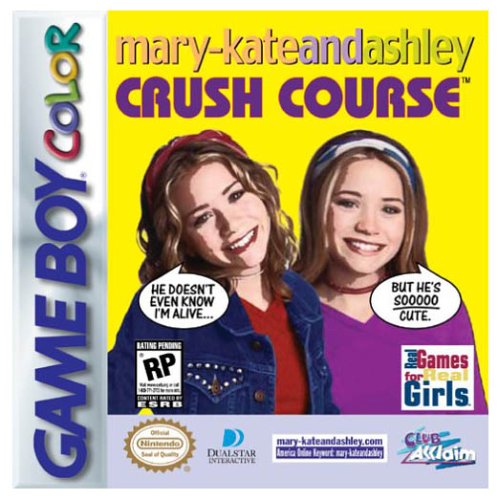 GAME BOY COLOR
mary-kateandashley
CRUSH COURSE™
HE DOESN'T
EVEN KNOW
I'M ALIVE...
BUT HE'S
SOOOOO
CUTE.
RATING PENDING
RP
CONTENT RATED BY
ESRB
Real Games
for Real
Girls
Official
Nintendo
Seal of Quality
DUALSTAR
INTERACTIVE
mary-kateandashley.com
America Online Keyword: mary-kateandashley
CLUB
Acclaim